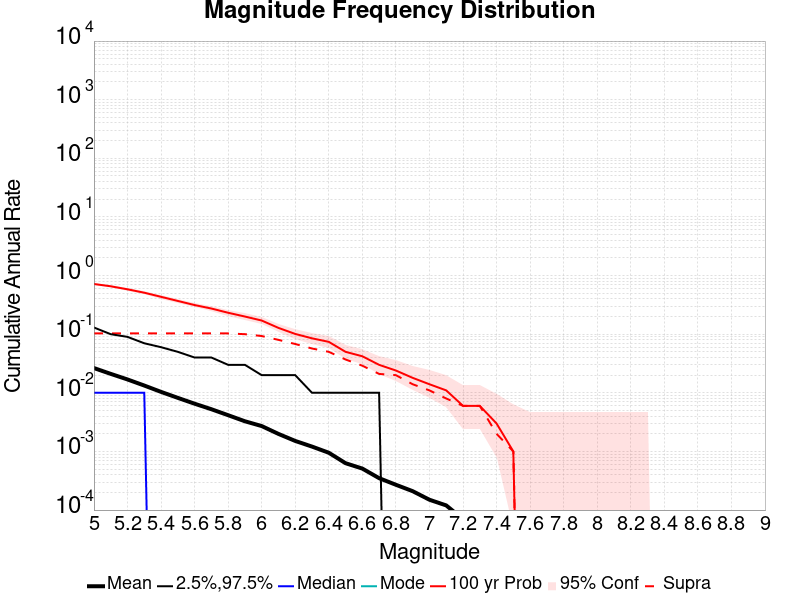 Magnitude Frequency Distribution
10^4
10^3
10^2
10^1
10^0
10^-1
10^-2
10^-3
10^-4
Cumulative Annual Rate
5 5.2 5.4 5.6 5.8 6 6.2 6.4 6.6 6.8 7 7.2 7.4 7.6 7.8 8 8.2 8.4 8.6 8.8 9
Magnitude
Mean 2.5%,97.5% Median Mode 100 yr Prob 95% Conf Supra